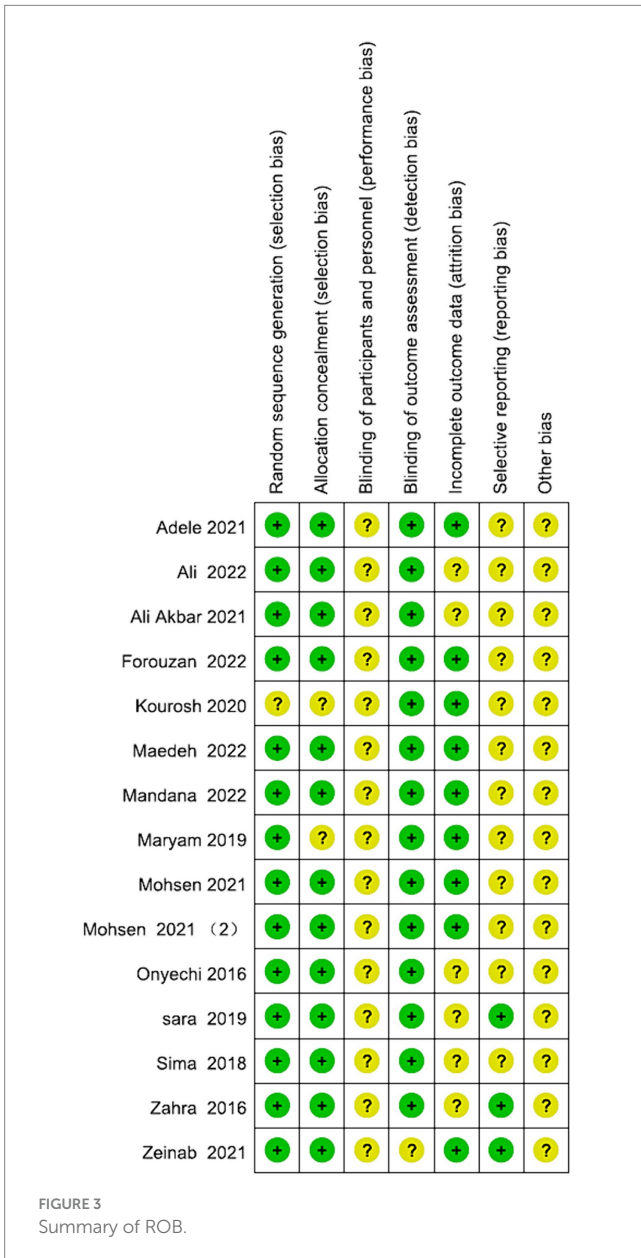 Random sequence generation (selection bias)
Allocation concealment (selection bias)
Blinding of participants and personnel (performance bias)
Blinding of outcome assessment (detection bias)
Incomplete outcome data (attrition bias)
Selective reporting (reporting bias)
Other bias
Adele 2021 + + ? + + ? ?
Ali 2022 + + ? + ? ? ?
Ali Akbar 2021 + + ? + ? ? ?
Forouzan 2022 + + ? + + ? ?
Kourosh 2020 ? ? ? + + ? ?
Maedeh 2022 + + ? + + ? ?
Mandana 2022 + + ? + + ? ?
Maryam 2019 + ? ? + + ? ?
Mohsen 2021 + + ? + + ? ?
Mohsen 2021（2） + + ? + + ? ?
Onyechi 2016 + + ? + ? ? ?
sara 2019 + + ? + ? + ?
Sima 2018 + + ? + ? ? ?
Zahra 2016 + + ? + ? + ?
Zeinab 2021 + + ? ? + + ?
FIGURE 3
Summary of ROB.